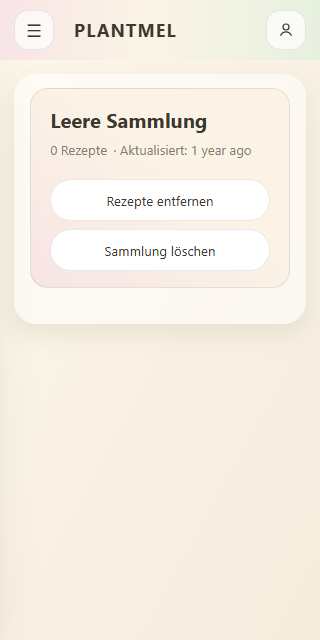 PLANTMEL
Leere Sammlung
0 Rezepte · Aktualisiert: 1 year ago
Rezepte entfernen
Sammlung löschen